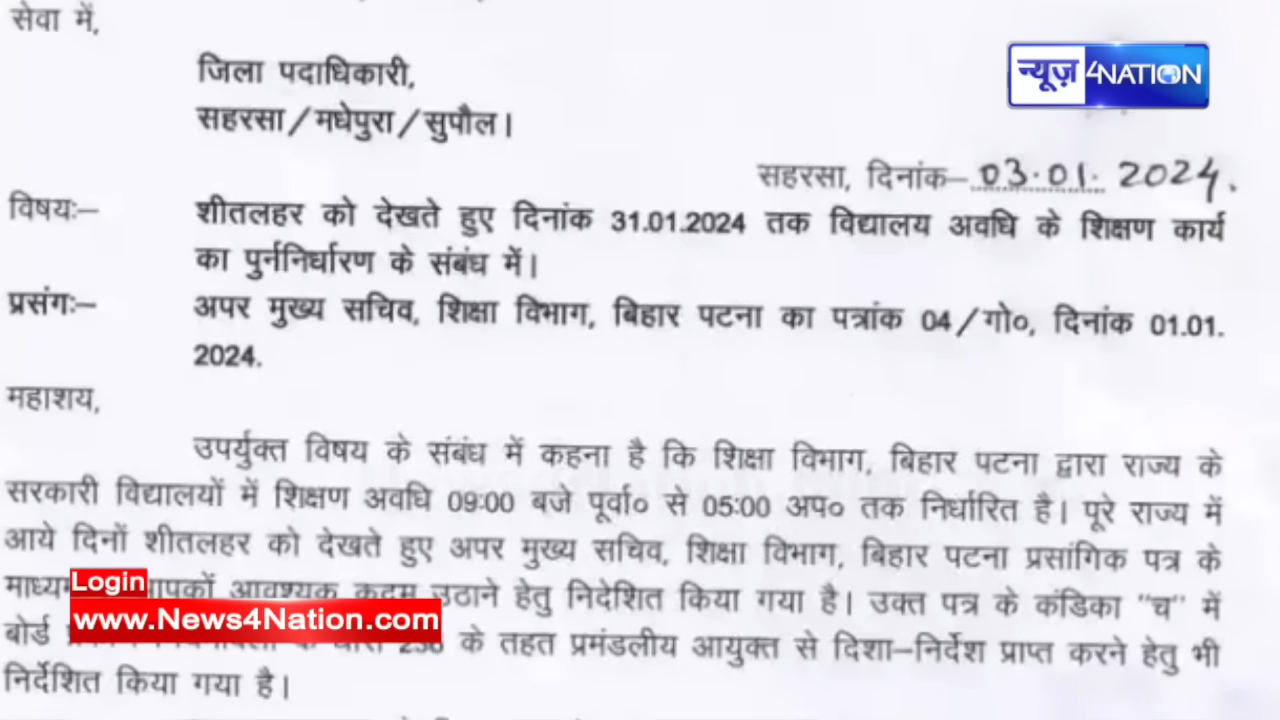 सेवा में,
न्यूज़ 4NATION
जिला पदाधिकारी,
सहरसा/मधेपुरा/सुपौल।
सहरसा, दिनांक–03.01.2024.
विषयः– शीतलहर को देखते हुए दिनांक 31.01.2024 तक विद्यालय अवधि के शिक्षण कार्य
का पुर्ननिर्धारण के संबंध में।
प्रसंगः– अपर मुख्य सचिव, शिक्षा विभाग, बिहार पटना का पत्रांक 04/गो०, दिनांक 01.01.
2024.
महाशय,
उपर्युक्त विषय के संबंध में कहना है कि शिक्षा विभाग, बिहार पटना द्वारा राज्य के
सरकारी विद्यालयों में शिक्षण अवधि 09:00 बजे पूर्वा० से 05:00 अप० तक निर्धारित है। पूरे राज्य में
आये दिनों शीतलहर को देखते हुए अपर मुख्य सचिव, शिक्षा विभाग, बिहार पटना प्रसांगिक पत्र के
आवश्यक कदम उठाने हेतु निदेशित किया गया है। उक्त पत्र के कंडिका "च" में
Login
www.News4Nation.com
बोर्ड के तहत प्रमंडलीय आयुक्त से दिशा–निर्देश प्राप्त करने हेतु भी
निर्देशित किया गया है।